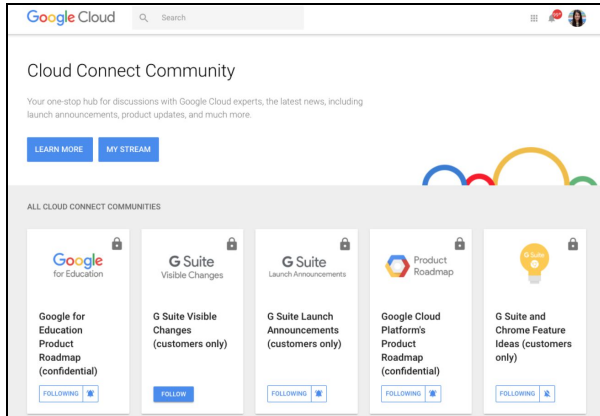 Google Cloud
Search
Cloud Connect Community
Your one-stop hub for discussions with Google Cloud experts, the latest news, including
launch announcements, product updates, and much more.
LEARN MORE
MY STREAM
ALL CLOUD CONNECT COMMUNITIES
Google
for Education
Google for
Education
Product
Roadmap
(confidential)
FOLLOWING
G Suite
Visible Changes
G Suite Visible
Changes
(customers only)
FOLLOW
G Suite
Launch Announcements
G Suite Launch
Announcements
(customers only)
FOLLOWING
Product
Roadmap
Google Cloud
Platform's
Product
Roadmap
(confidential)
FOLLOWING
G Suite
G Suite and
Chrome Feature
Ideas (customers
only)
FOLLOWING